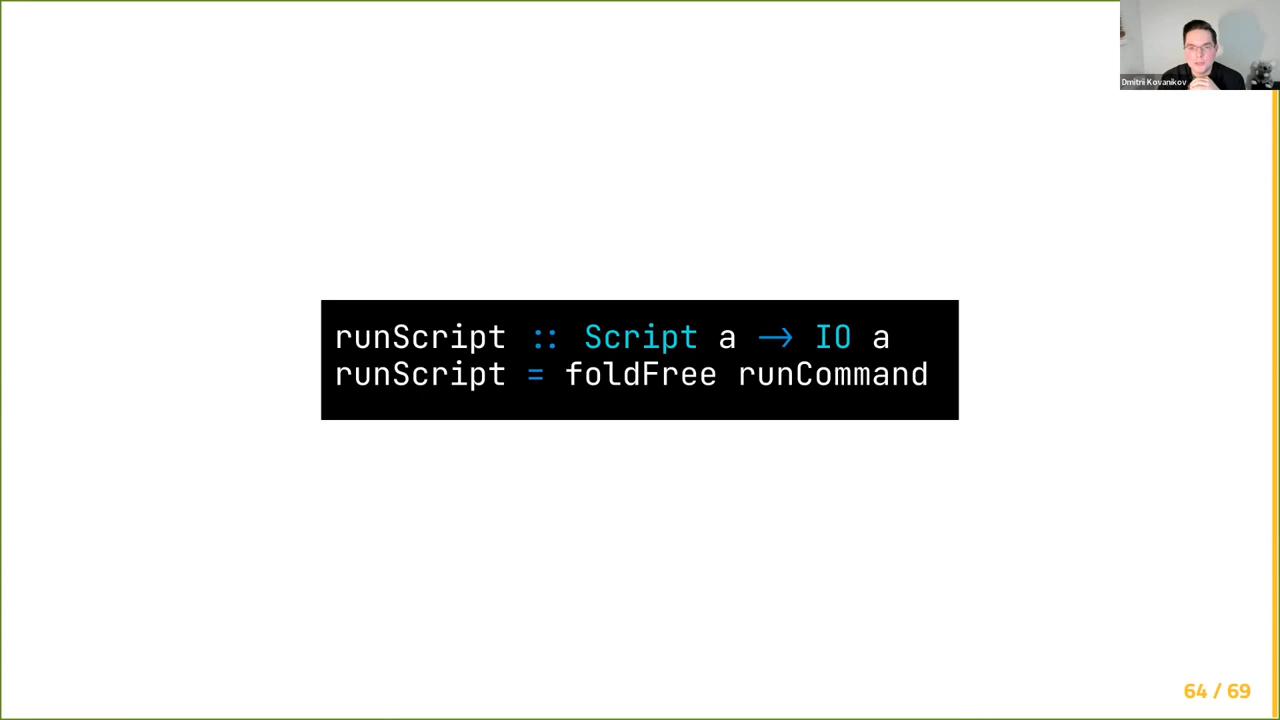 Dmitrii Kovanikov
runScript :: Script a -> IO a
runScript = foldFree runCommand
64 / 69